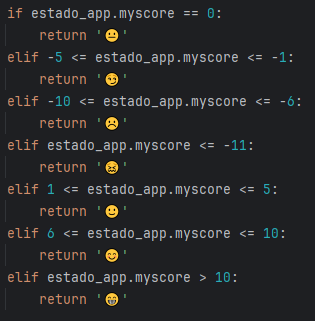 if estado_app.myscore == 0:
    return '😐'
elif -5 <= estado_app.myscore <= -1:
    return '😏'
elif -10 <= estado_app.myscore <= -6:
    return '☹️'
elif estado_app.myscore <= -11:
    return '😖'
elif 1 <= estado_app.myscore <= 5:
    return '🙂'
elif 6 <= estado_app.myscore <= 10:
    return '😊'
elif estado_app.myscore > 10:
    return '😁'